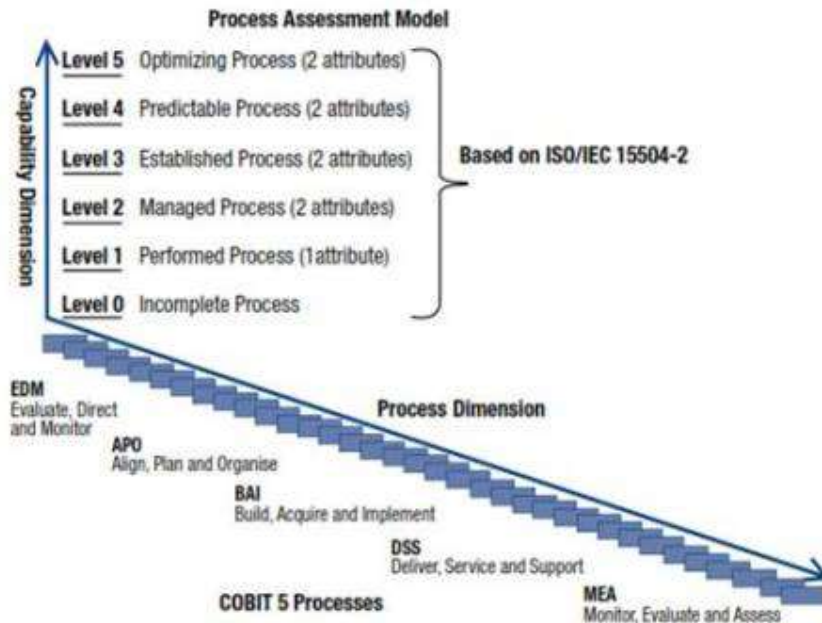 Process Assessment Model
Level 5 Optimizing Process (2 attributes)
Level 4 Predictable Process (2 attributes)
Level 3 Established Process (2 attributes)
Level 2 Managed Process (2 attributes)
Level 1 Performed Process (1attribute)
Level 0 Incomplete Process
Capability Dimension
Based on ISO/IEC 15504-2
Process Dimension
EDM
Evaluate, Direct
and Monitor
APO
Align, Plan and Organise
BAI
Build, Acquire and Implement
DSS
Deliver, Service and Support
MEA
Monitor, Evaluate and Assess
COBIT 5 Processes